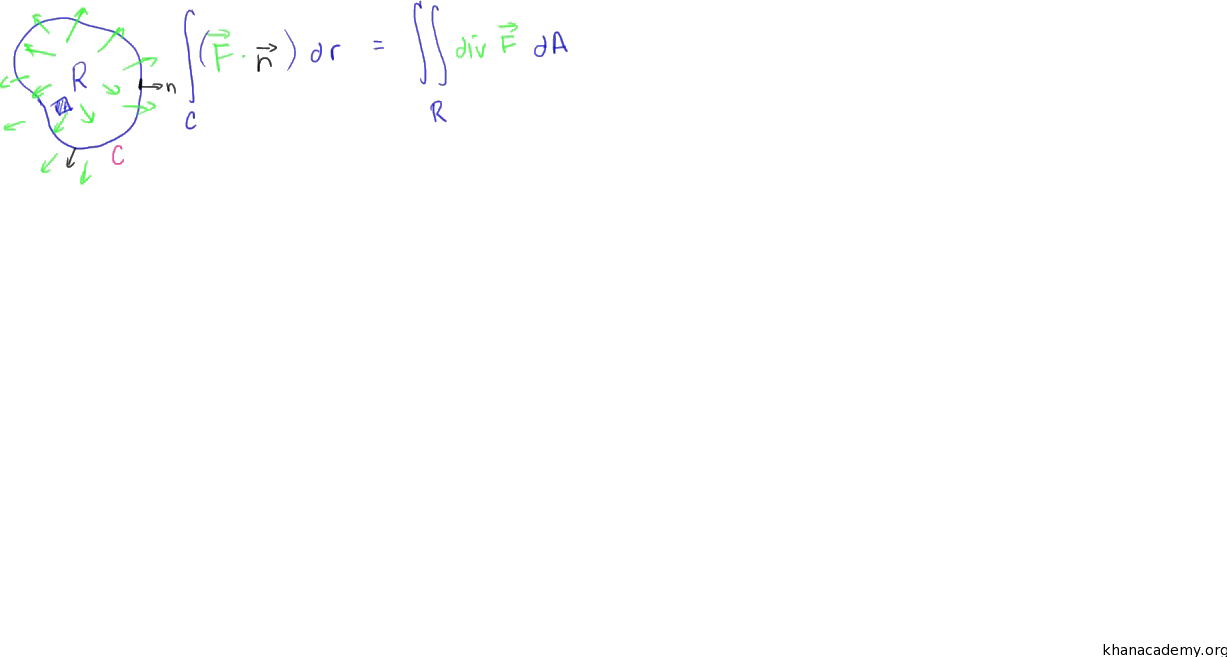 ∫ (F⃗ · n⃗) dr = ∬ div F⃗ dA
C R
R
n
C
khanacademy.org